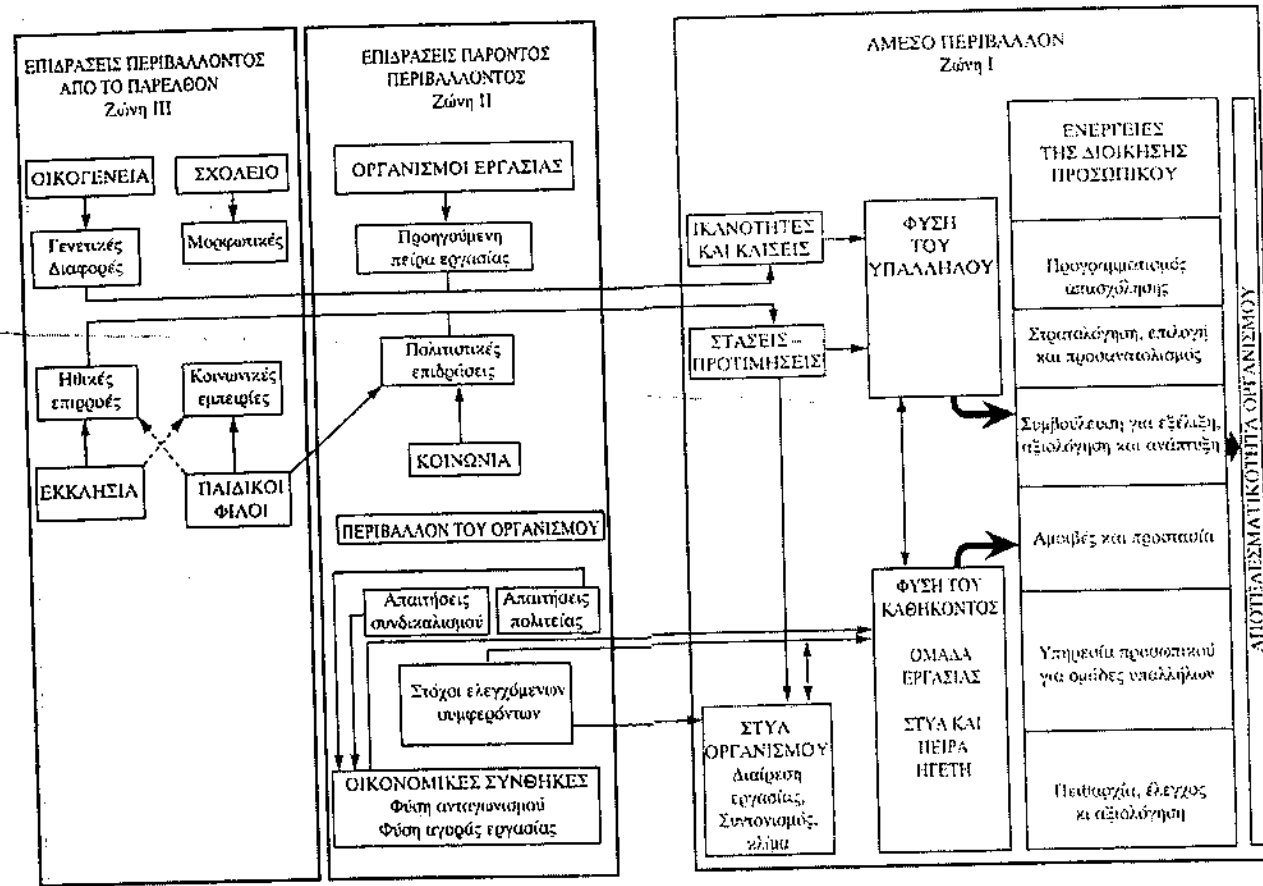 ΕΠΙΔΡΑΣΕΙΣ ΠΕΡΙΒΑΛΛΟΝΤΟΣ
ΑΠΟ ΤΟ ΠΑΡΕΛΘΟΝ
Ζώνη ΙΙΙ
ΟΙΚΟΓΕΝΕΙΑ
ΣΧΟΛΕΙΟ
Γενετικές
Διαφορές
Μορφωτικές
Ηθικές
επιρροές
Κοινωνικές
εμπειρίες
ΕΚΚΛΗΣΙΑ
ΠΑΙΔΙΚΟΙ
ΦΙΛΟΙ
ΕΠΙΔΡΑΣΕΙΣ ΠΑΡΟΝΤΟΣ
ΠΕΡΙΒΑΛΛΟΝΤΟΣ
Ζώνη ΙΙ
ΟΡΓΑΝΙΣΜΟΙ ΕΡΓΑΣΙΑΣ
Προηγούμενη
πείρα εργασίας
Πολιτιστικές
επιδράσεις
ΚΟΙΝΩΝΙΑ
ΠΕΡΙΒΑΛΛΟΝ ΤΟΥ ΟΡΓΑΝΙΣΜΟΥ
Απαιτήσεις
συνδικαλισμού
Απαιτήσεις
πολιτείας
Στόχοι ελεγχόμενων
συμφερόντων
ΟΙΚΟΝΟΜΙΚΕΣ ΣΥΝΘΗΚΕΣ
Φύση ανταγωνισμού
Φύση αγοράς εργασίας
ΑΜΕΣΟ ΠΕΡΙΒΑΛΛΟΝ
Ζώνη Ι
ΙΚΑΝΟΤΗΤΕΣ
ΚΑΙ ΚΛΙΣΕΙΣ
ΣΤΑΣΕΙΣ –
ΠΡΟΤΙΜΗΣΕΙΣ
ΣΤΥΛ
ΟΡΓΑΝΙΣΜΟΥ
Διαίρεση
εργασίας,
Συντονισμός,
κλίμα
ΦΥΣΗ
ΤΟΥ
ΥΠΑΛΛΗΛΟΥ
ΦΥΣΗ ΤΟΥ
ΚΑΘΗΚΟΝΤΟΣ
ΟΜΑΔΑ
ΕΡΓΑΣΙΑΣ
ΣΤΥΛ ΚΑΙ
ΠΕΙΡΑ
ΗΓΕΤΗ
ΕΝΕΡΓΕΙΕΣ
ΤΗΣ ΔΙΟΙΚΗΣΗΣ
ΠΡΟΣΩΠΙΚΟΥ
Προγραμματισμός
απασχόλησης
Στρατολόγηση, επιλογή
και προσανατολισμός
Συμβούλευση για εξέλιξη,
αξιολόγηση και ανάπτυξη
Αμοιβές και προστασία
Υπηρεσία προσωπικού
για ομάδες υπαλλήλων
Πειθαρχία, έλεγχος
κι αξιολόγηση
ΑΠΟΤΕΛΕΣΜΑΤΙΚΟΤΗΤΑ ΟΡΓΑΝΙΣΜΟΥ